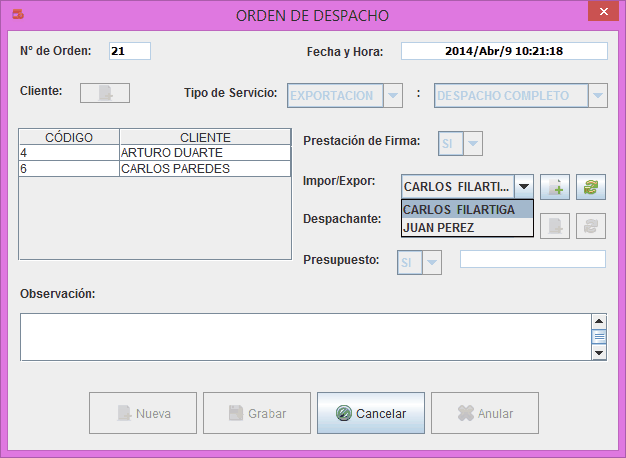 ORDEN DE DESPACHO
Nº de Orden: 21 Fecha y Hora: 2014/Abr/9 10:21:18
Cliente: Tipo de Servicio: EXPORTACION : DESPACHO COMPLETO
CÓDIGO CLIENTE
4 ARTURO DUARTE
6 CARLOS PAREDES
Prestación de Firma: SI
Impor/Expor: CARLOS FILARTI...
CARLOS FILARTIGA
JUAN PEREZ
Despachante:
Presupuesto: SI
Observación:
Nueva Grabar Cancelar Anular